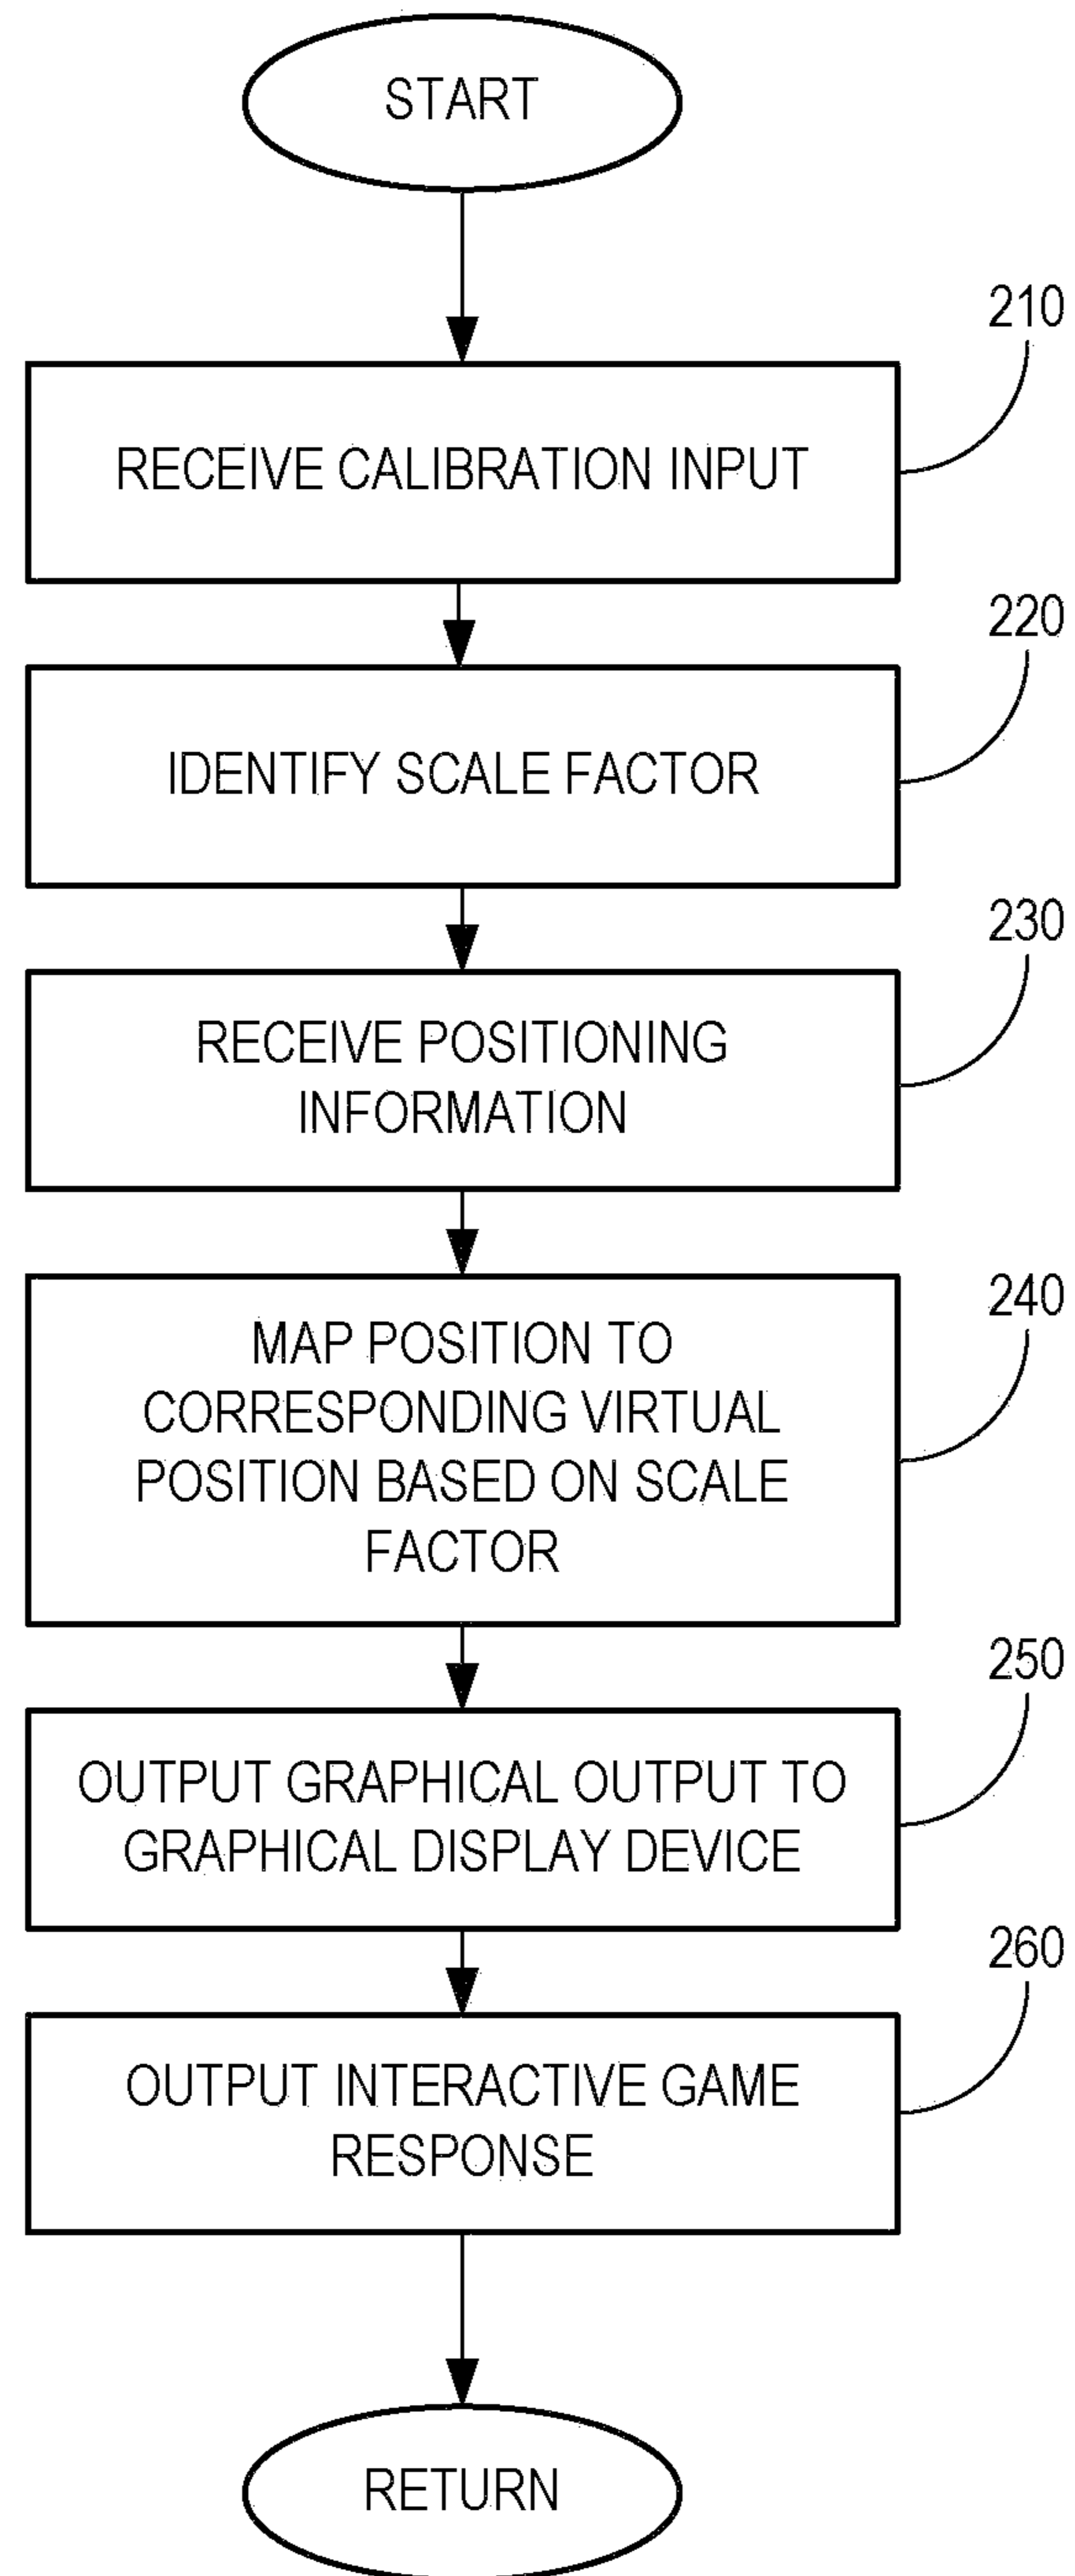 START
210
RECEIVE CALIBRATION INPUT
220
IDENTIFY SCALE FACTOR
230
RECEIVE POSITIONING
INFORMATION
240
MAP POSITION TO
CORRESPONDING VIRTUAL
POSITION BASED ON SCALE
FACTOR
250
OUTPUT GRAPHICAL OUTPUT TO
GRAPHICAL DISPLAY DEVICE
260
OUTPUT INTERACTIVE GAME
RESPONSE
RETURN